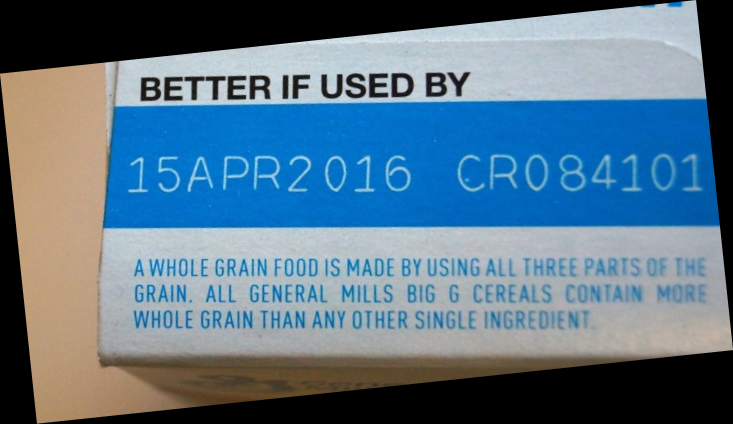 BETTER IF USED BY
15APR2016 CR084101
A WHOLE GRAIN FOOD IS MADE BY USING ALL THREE PARTS OF THE
GRAIN. ALL GENERAL MILLS BIG G CEREALS CONTAIN MORE
WHOLE GRAIN THAN ANY OTHER SINGLE INGREDIENT.